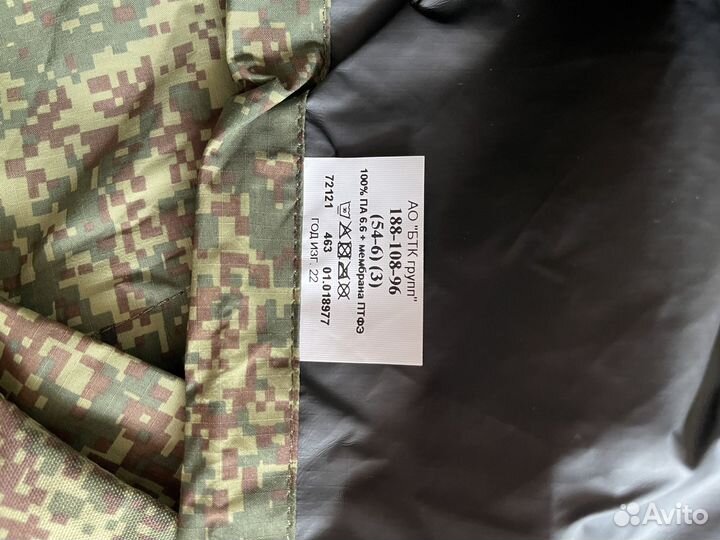 АО "БТК групп"
188-108-96
(54-6) (3)
100% ПА 6.6 + мембрана ПТФЭ
72121 463 01.018977
ГОД ИЗГ. 22
Avito